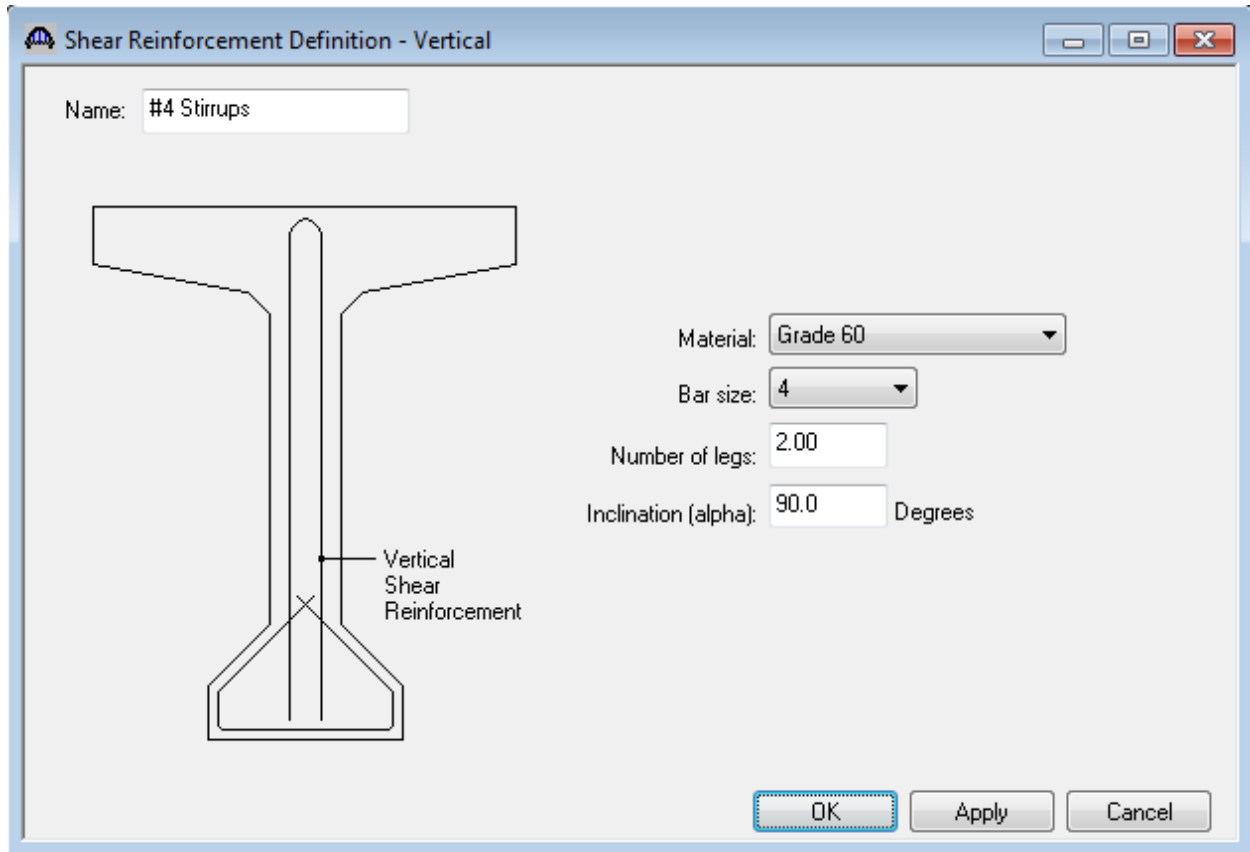 Shear Reinforcement Definition - Vertical
Name: #4 Stirrups
Material: Grade 60
Bar size: 4
Number of legs: 2.00
Inclination (alpha): 90.0 Degrees
Vertical
Shear
Reinforcement
OK Apply Cancel